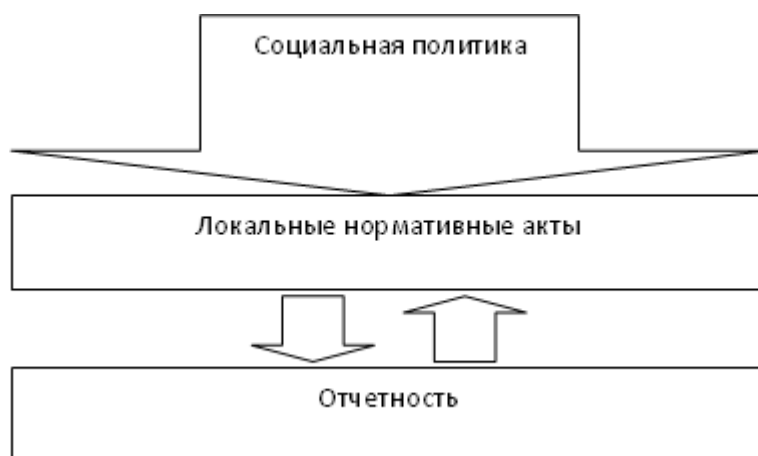 Социальная политика
Локальные нормативные акты
Отчетность